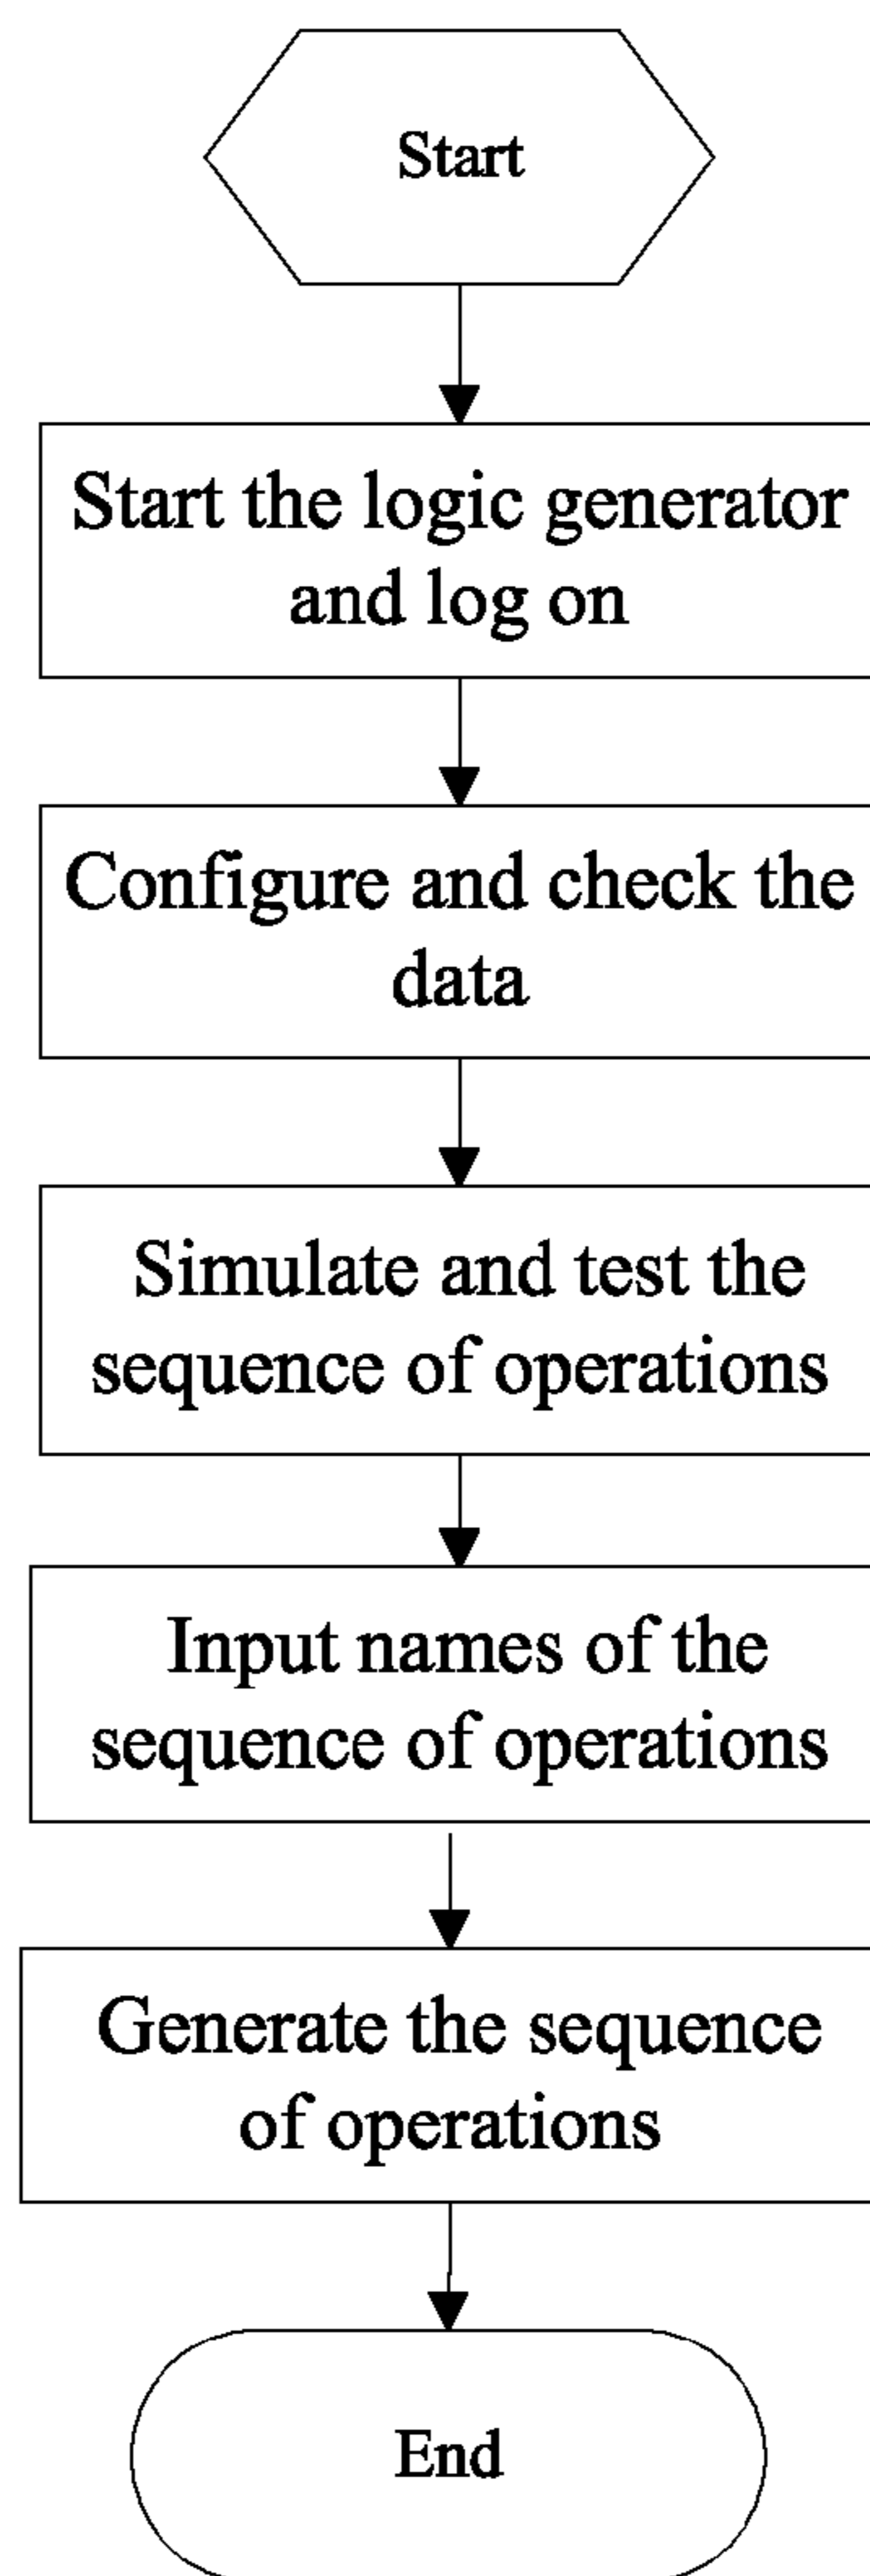 Start
Start the logic generator
and log on
Configure and check the
data
Simulate and test the
sequence of operations
Input names of the
sequence of operations
Generate the sequence
of operations
End